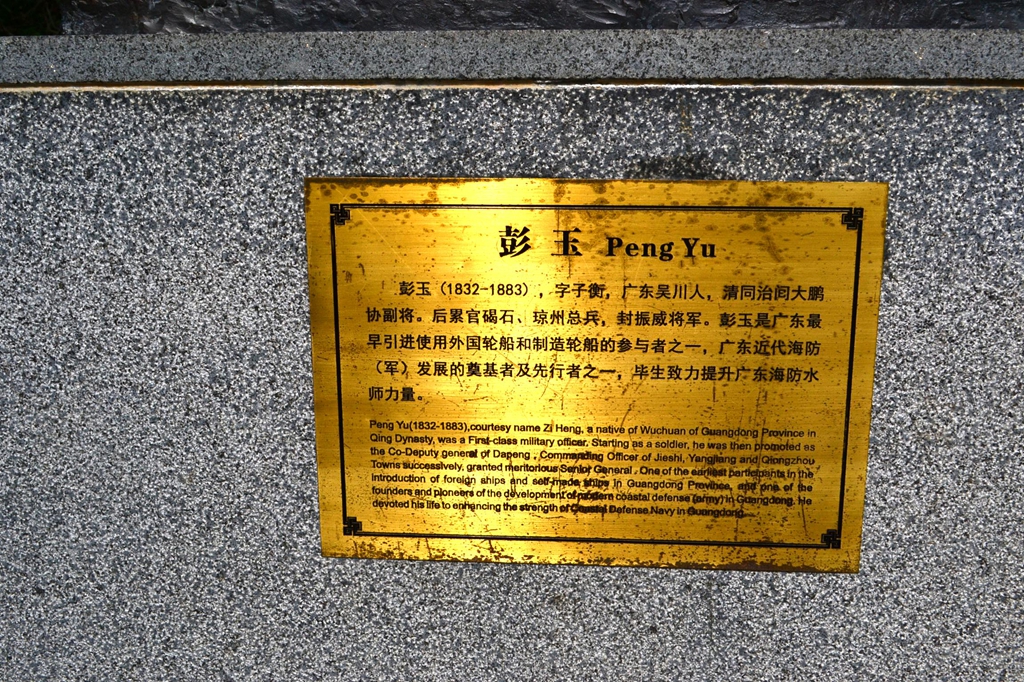 彭 玉 Peng Yu
彭玉（1832-1883），字子衡，广东吴川人，清同治间大鹏
协副将。后累官碣石、琼州总兵，封振威将军。彭玉是广东最
早引进使用外国轮船和制造轮船的参与者之一，广东近代海防
（军）发展的奠基者及先行者之一，毕生致力提升广东海防水
师力量。
Peng Yu(1832-1883),courtesy name Zi Heng, a native of Wuchuan of Guangdong Province in
Qing Dynasty, was a First-class military officer. Starting as a soldier, he was then promoted as
the Co-Deputy general of Dapeng , Commanding Officer of Jieshi, Yangjiang and Qiongzhou
Towns successively, granted meritorious Senior General . One of the earliest participants in the
introduction of foreign ships and self-made ships in Guangdong Province, and one of the
founders and pioneers of the development of modern coastal defense (army) in Guangdong. He
devoted his life to enhancing the strength of Coastal Defense Navy in Guangdong.